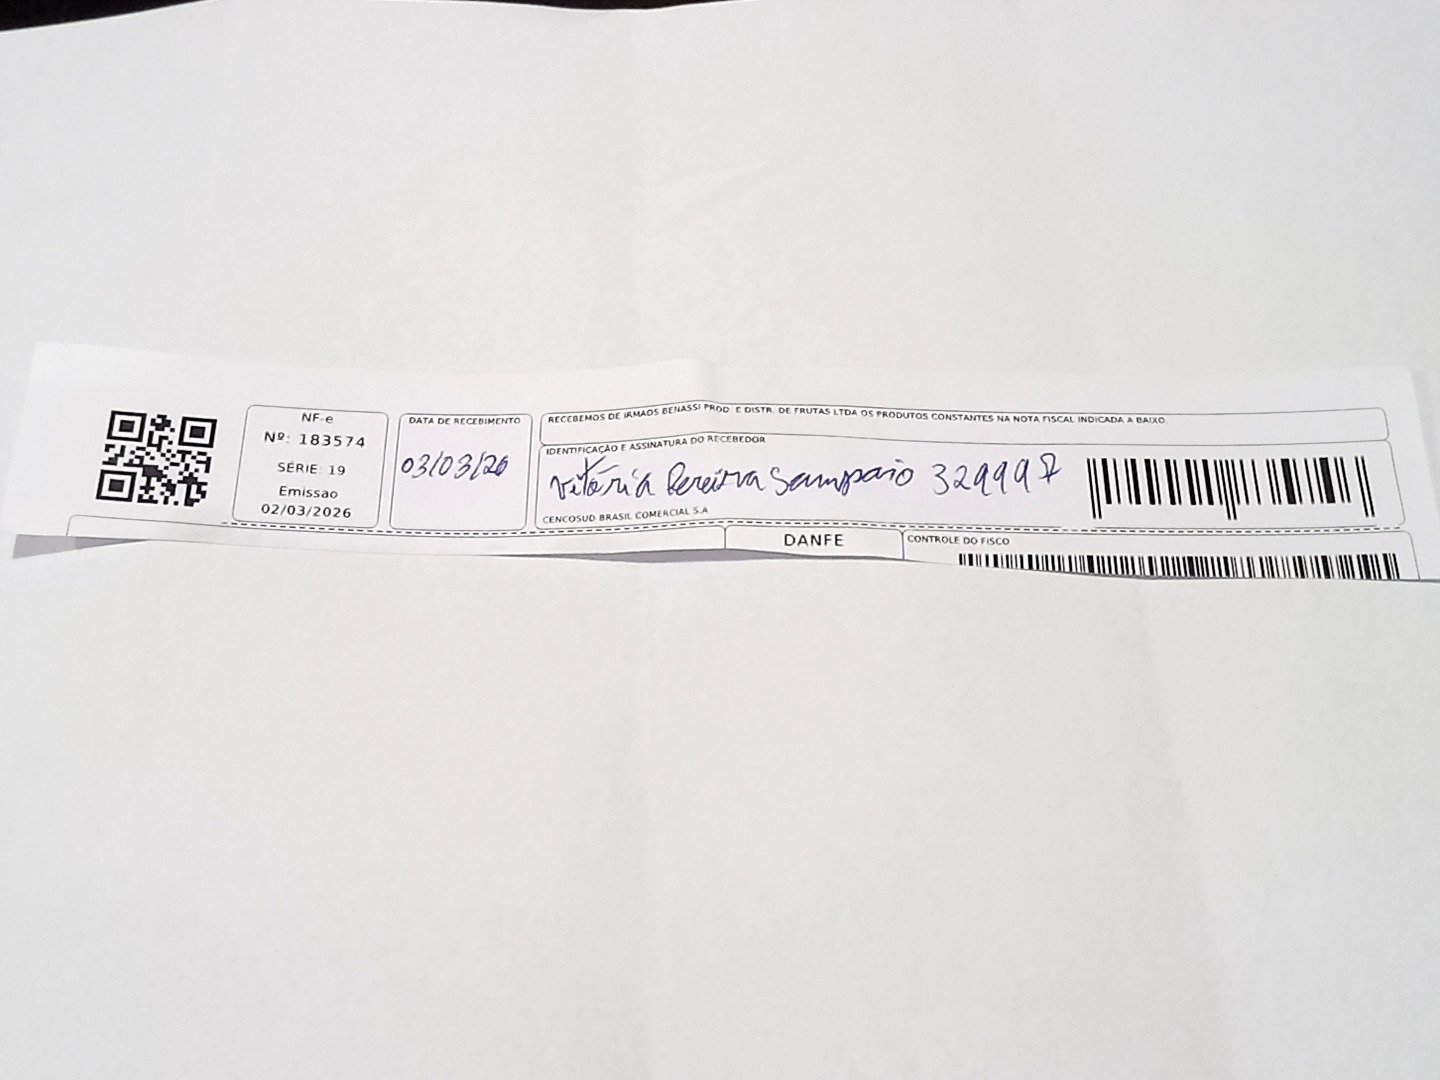 NF-e
Nº: 183574
SÉRIE: 19
Emissao
02/03/2026
DATA DE RECEBIMENTO
03/03/26
RECEBEMOS DE IRMAOS BENASSI PROD. E DISTR. DE FRUTAS LTDA OS PRODUTOS CONSTANTES NA NOTA FISCAL INDICADA A BAIXO.
IDENTIFICAÇÃO E ASSINATURA DO RECEBEDOR
Vitória Pereira Sampaio 329997
CENCOSUD BRASIL COMERCIAL S.A
DANFE
CONTROLE DO FISCO